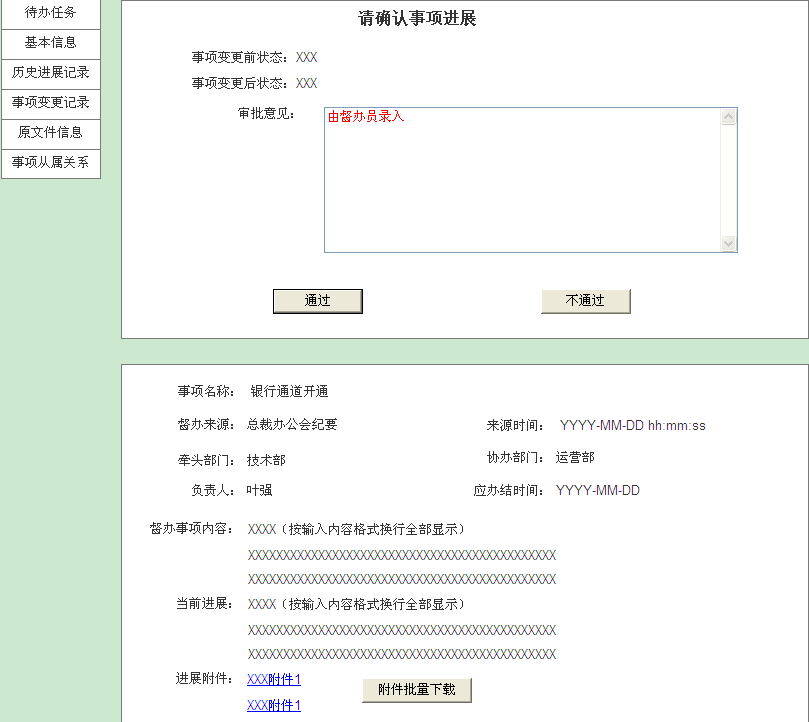 待办任务
基本信息
历史进展记录
事项变更记录
原文件信息
事项从属关系
请确认事项进展
事项变更前状态：XXX
事项变更后状态：XXX
审批意见：
由督办员录入
通过 不通过
事项名称： 银行通道开通
督办来源： 总裁办公会纪要 来源时间： YYYY-MM-DD hh:mm:ss
牵头部门： 技术部 协办部门： 运营部
负责人： 叶强 应办结时间： YYYY-MM-DD
督办事项内容： XXXX（按输入内容格式换行全部显示）
XXXXXXXXXXXXXXXXXXXXXXXXXXXXXXXXXXXXXXXXXXXX
XXXXXXXXXXXXXXXXXXXXXXXXXXXXXXXXXXXXXXXXXXXX
当前进展： XXXX（按输入内容格式换行全部显示）
XXXXXXXXXXXXXXXXXXXXXXXXXXXXXXXXXXXXXXXXXXXX
XXXXXXXXXXXXXXXXXXXXXXXXXXXXXXXXXXXXXXXXXXXX
进展附件： XXX附件1 附件批量下载
XXX附件1